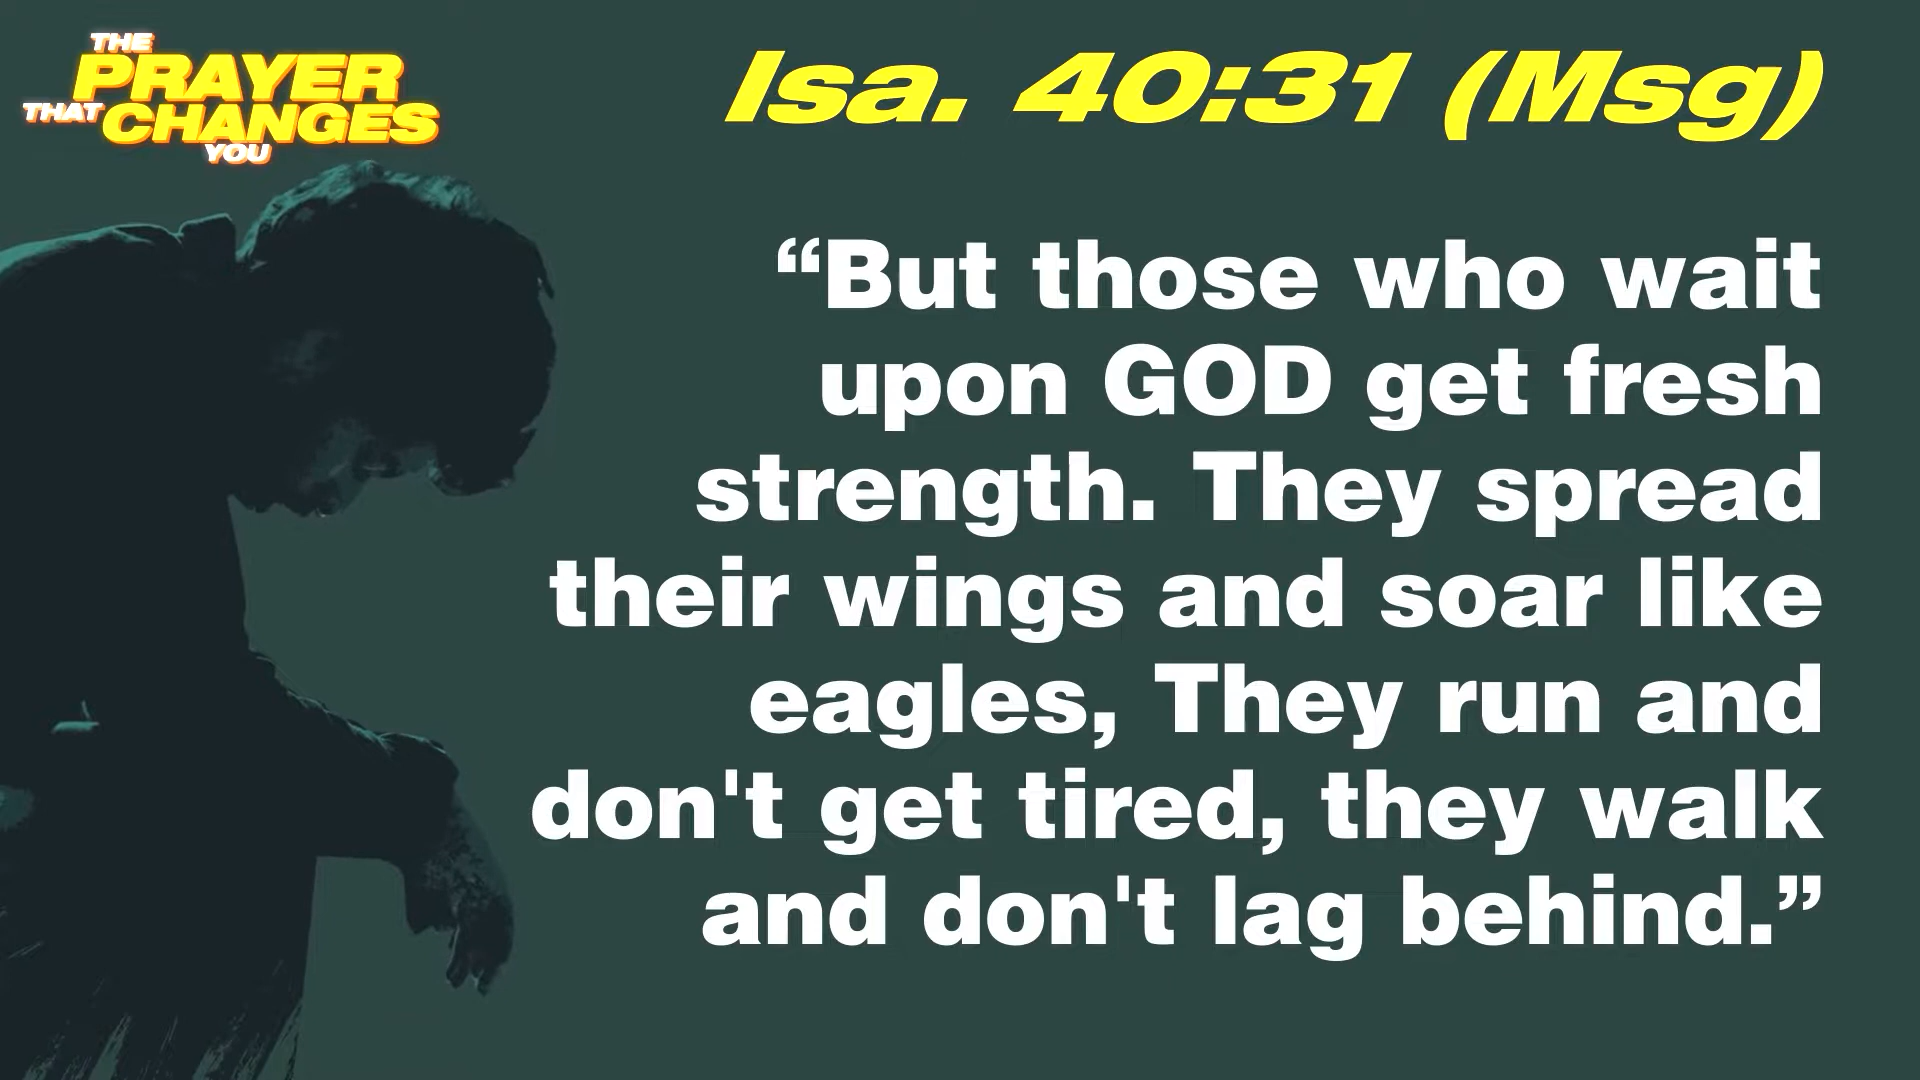 THE
PRAYER
THAT CHANGES
YOU
Isa. 40:31 (Msg)
“But those who wait
upon GOD get fresh
strength. They spread
their wings and soar like
eagles, They run and
don't get tired, they walk
and don't lag behind.”